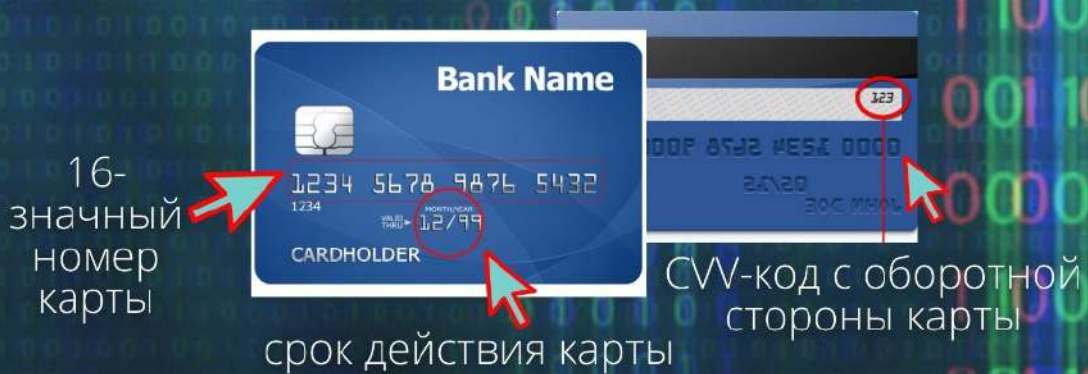 Bank Name
1234 5678 9876 5432
1234
MONTH/YEAR
VALID
THRU
12/99
CARDHOLDER
123
16-
значный
номер
карты
срок действия карты
CVV-код с оборотной
стороны карты